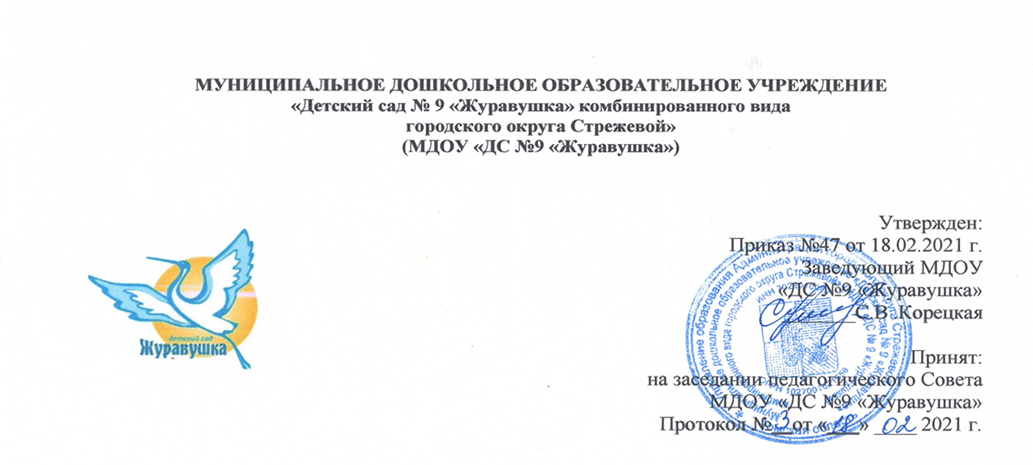 МУНИЦИПАЛЬНОЕ ДОШКОЛЬНОЕ ОБРАЗОВАТЕЛЬНОЕ УЧРЕЖДЕНИЕ
«Детский сад № 9 «Журавушка» комбинированного вида
городского округа Стрежевой»
(МДОУ «ДС №9 «Журавушка»)
Утвержден:
Приказ №47 от 18.02.2021 г.
Заведующий МДОУ
«ДС №9 «Журавушка»
С.В. Корецкая
детский сад
Журавушка
Принят:
на заседании педагогического Совета
МДОУ «ДС №9 «Журавушка»
Протокол № 3 от «18» 02 2021 г.